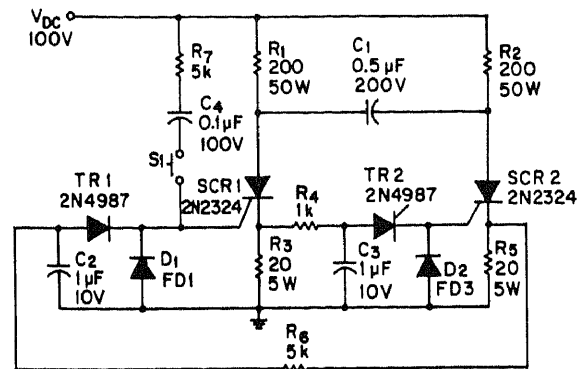 VDC
100V
R7
5k
C4
0.1µF
100V
S1
R1
200
50W
C1
0.5µF
200V
R2
200
50W
TR1
2N4987
SCR1
2N2324
R4
1k
TR2
2N4987
SCR2
2N2324
C2
1µF
10V
D1
FD1
R3
20
5W
C3
1µF
10V
D2
FD3
R5
20
5W
R6
5k